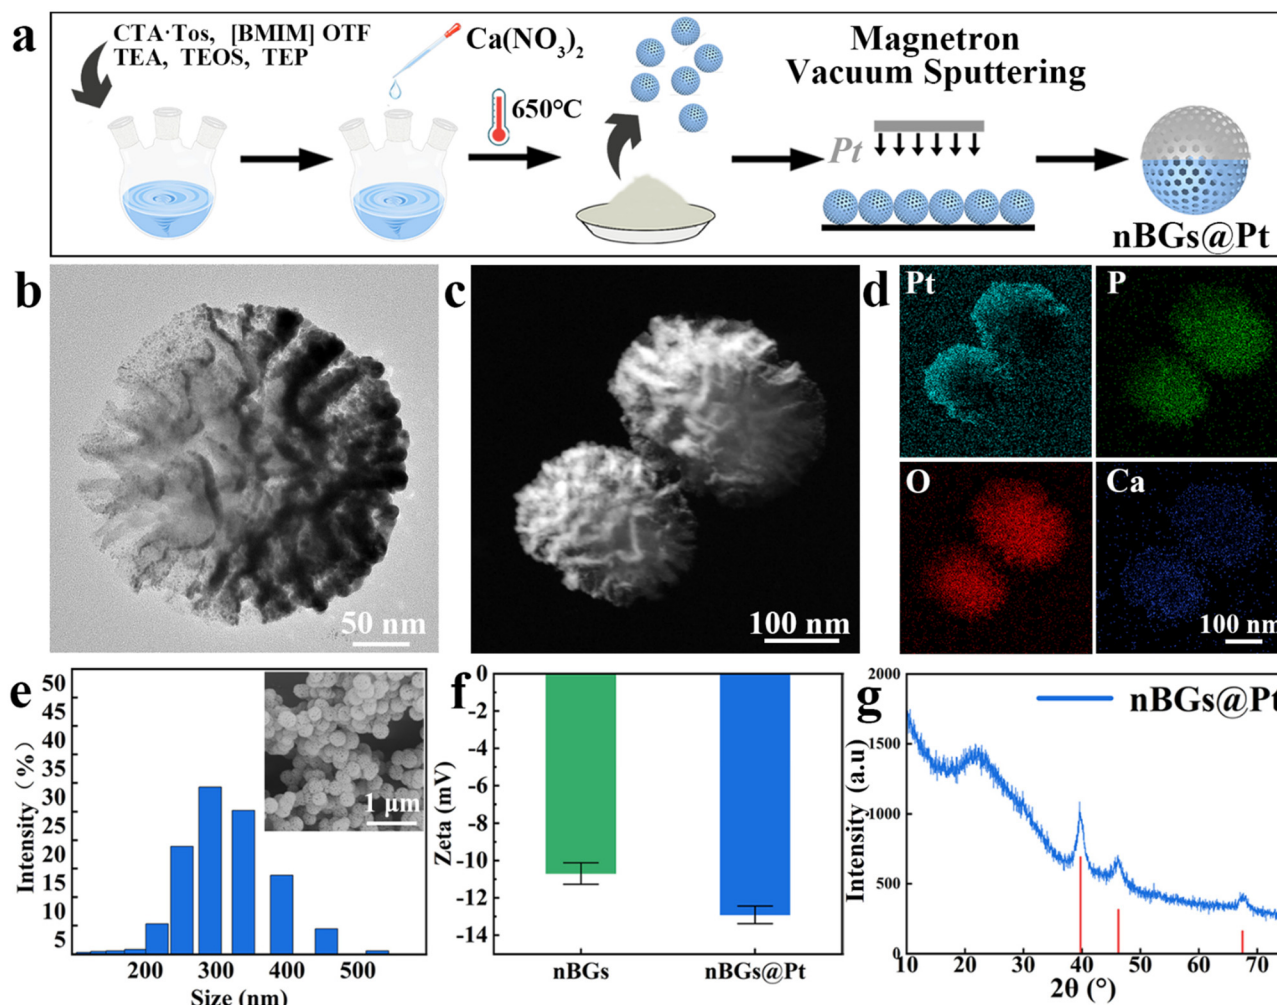 a
CTA·Tos, [BMIM] OTF
TEA, TEOS, TEP
Ca(NO3)2
650°C
Magnetron
Vacuum Sputtering
Pt
nBGs@Pt
b
50 nm
c
100 nm
d
Pt
P
O
Ca
100 nm
e
Intensity (%)
50
45
40
35
30
20
10
5
1 μm
200
300
400
500
Size (nm)
f
Zeta (mV)
0
-2
-4
-6
-8
-10
-12
-14
nBGs
nBGs@Pt
g
nBGs@Pt
Intensity (a.u)
2000
1500
1000
500
0
10
20
30
40
50
60
70
2θ (°)